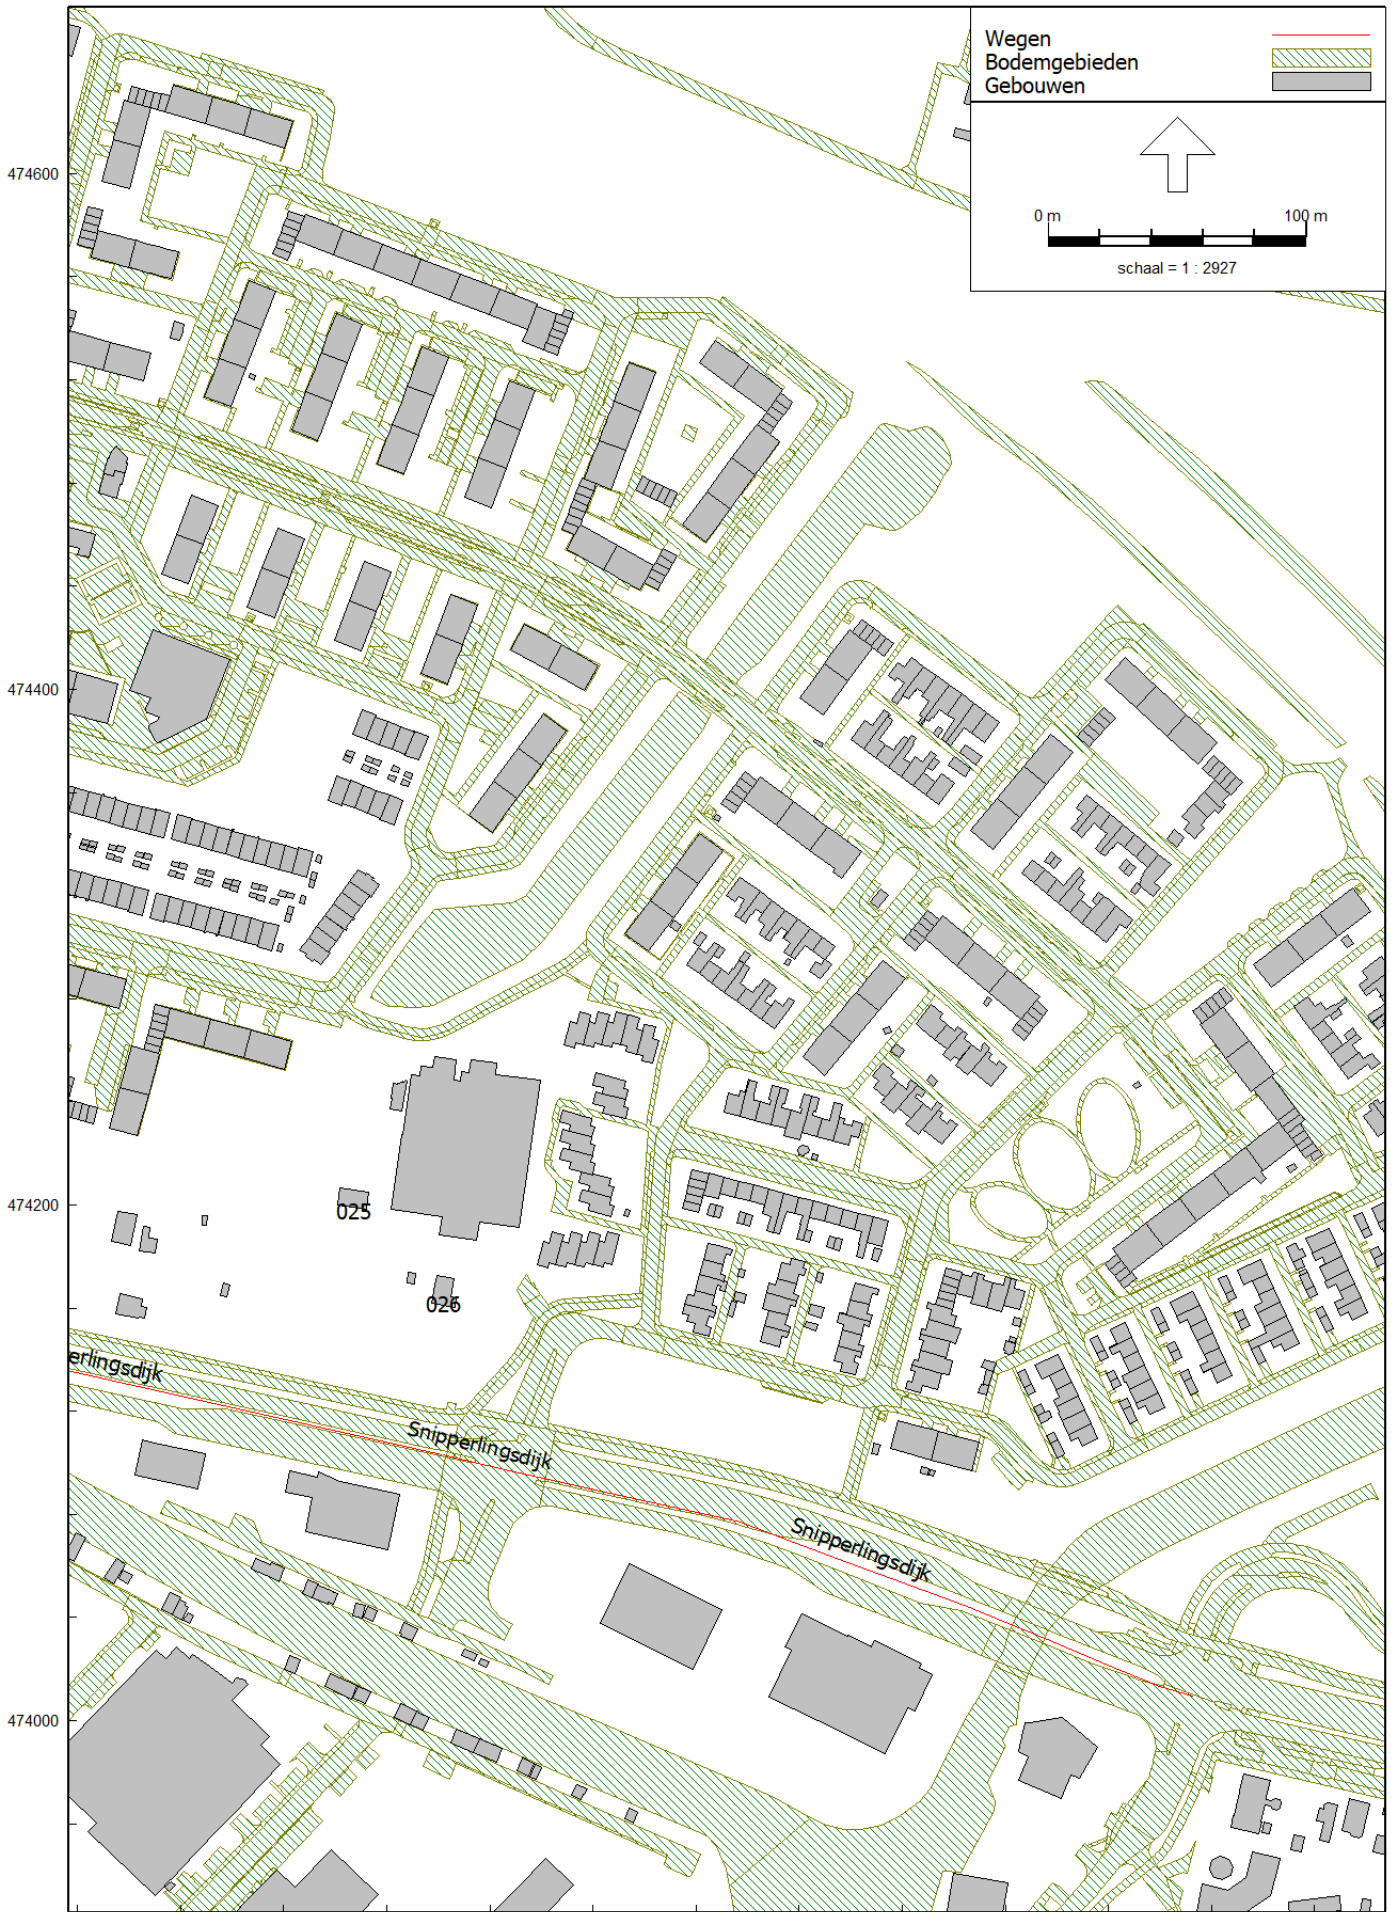 Wegen
Bodemgebieden
Gebouwen
474600
0 m 100 m
schaal = 1 : 2927
474400
474200
025
026
erlingsdijk
Snipperlingsdijk
Snipperlingsdijk
474000